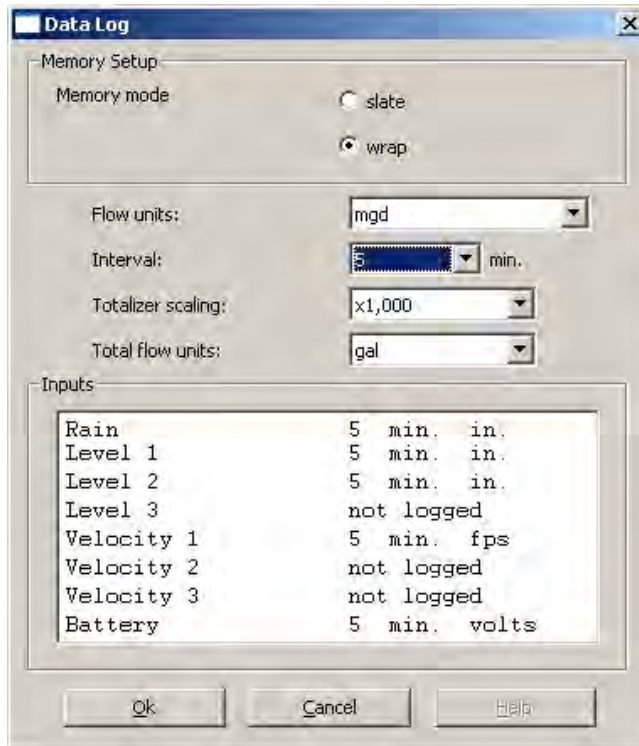 Data Log
Memory Setup
Memory mode
slate
wrap
Flow units: mgd
Interval: 5 min.
Totalizer scaling: x1,000
Total flow units: gal
Inputs
Rain 5 min. in.
Level 1 5 min. in.
Level 2 5 min. in.
Level 3 not logged
Velocity 1 5 min. fps
Velocity 2 not logged
Velocity 3 not logged
Battery 5 min. volts
Ok Cancel Help